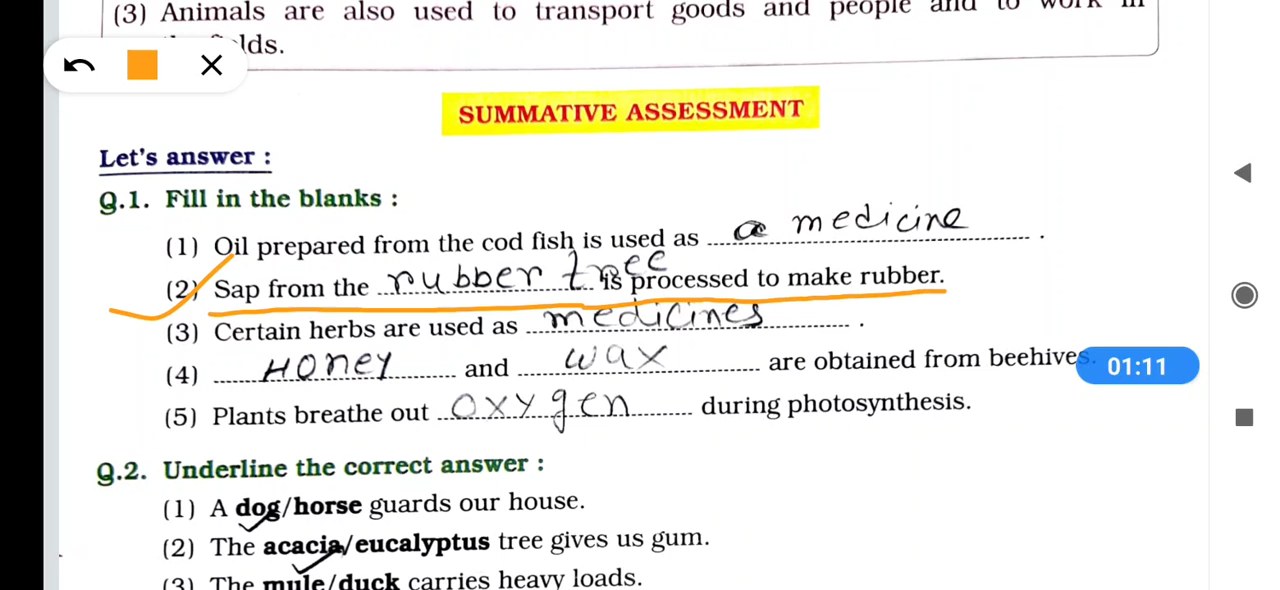 (3) Animals are also used to transport goods and people and to work in
fields.
SUMMATIVE ASSESSMENT
Let's answer :
Q.1. Fill in the blanks :
(1) Oil prepared from the cod fish is used as a medicine .
(2) Sap from the rubber tree is processed to make rubber.
(3) Certain herbs are used as medicines .
(4) Honey and wax are obtained from beehives.
01:11
(5) Plants breathe out oxygen during photosynthesis.
Q.2. Underline the correct answer :
(1) A dog/horse guards our house.
(2) The acacia/eucalyptus tree gives us gum.
(3) The mule/duck carries heavy loads.